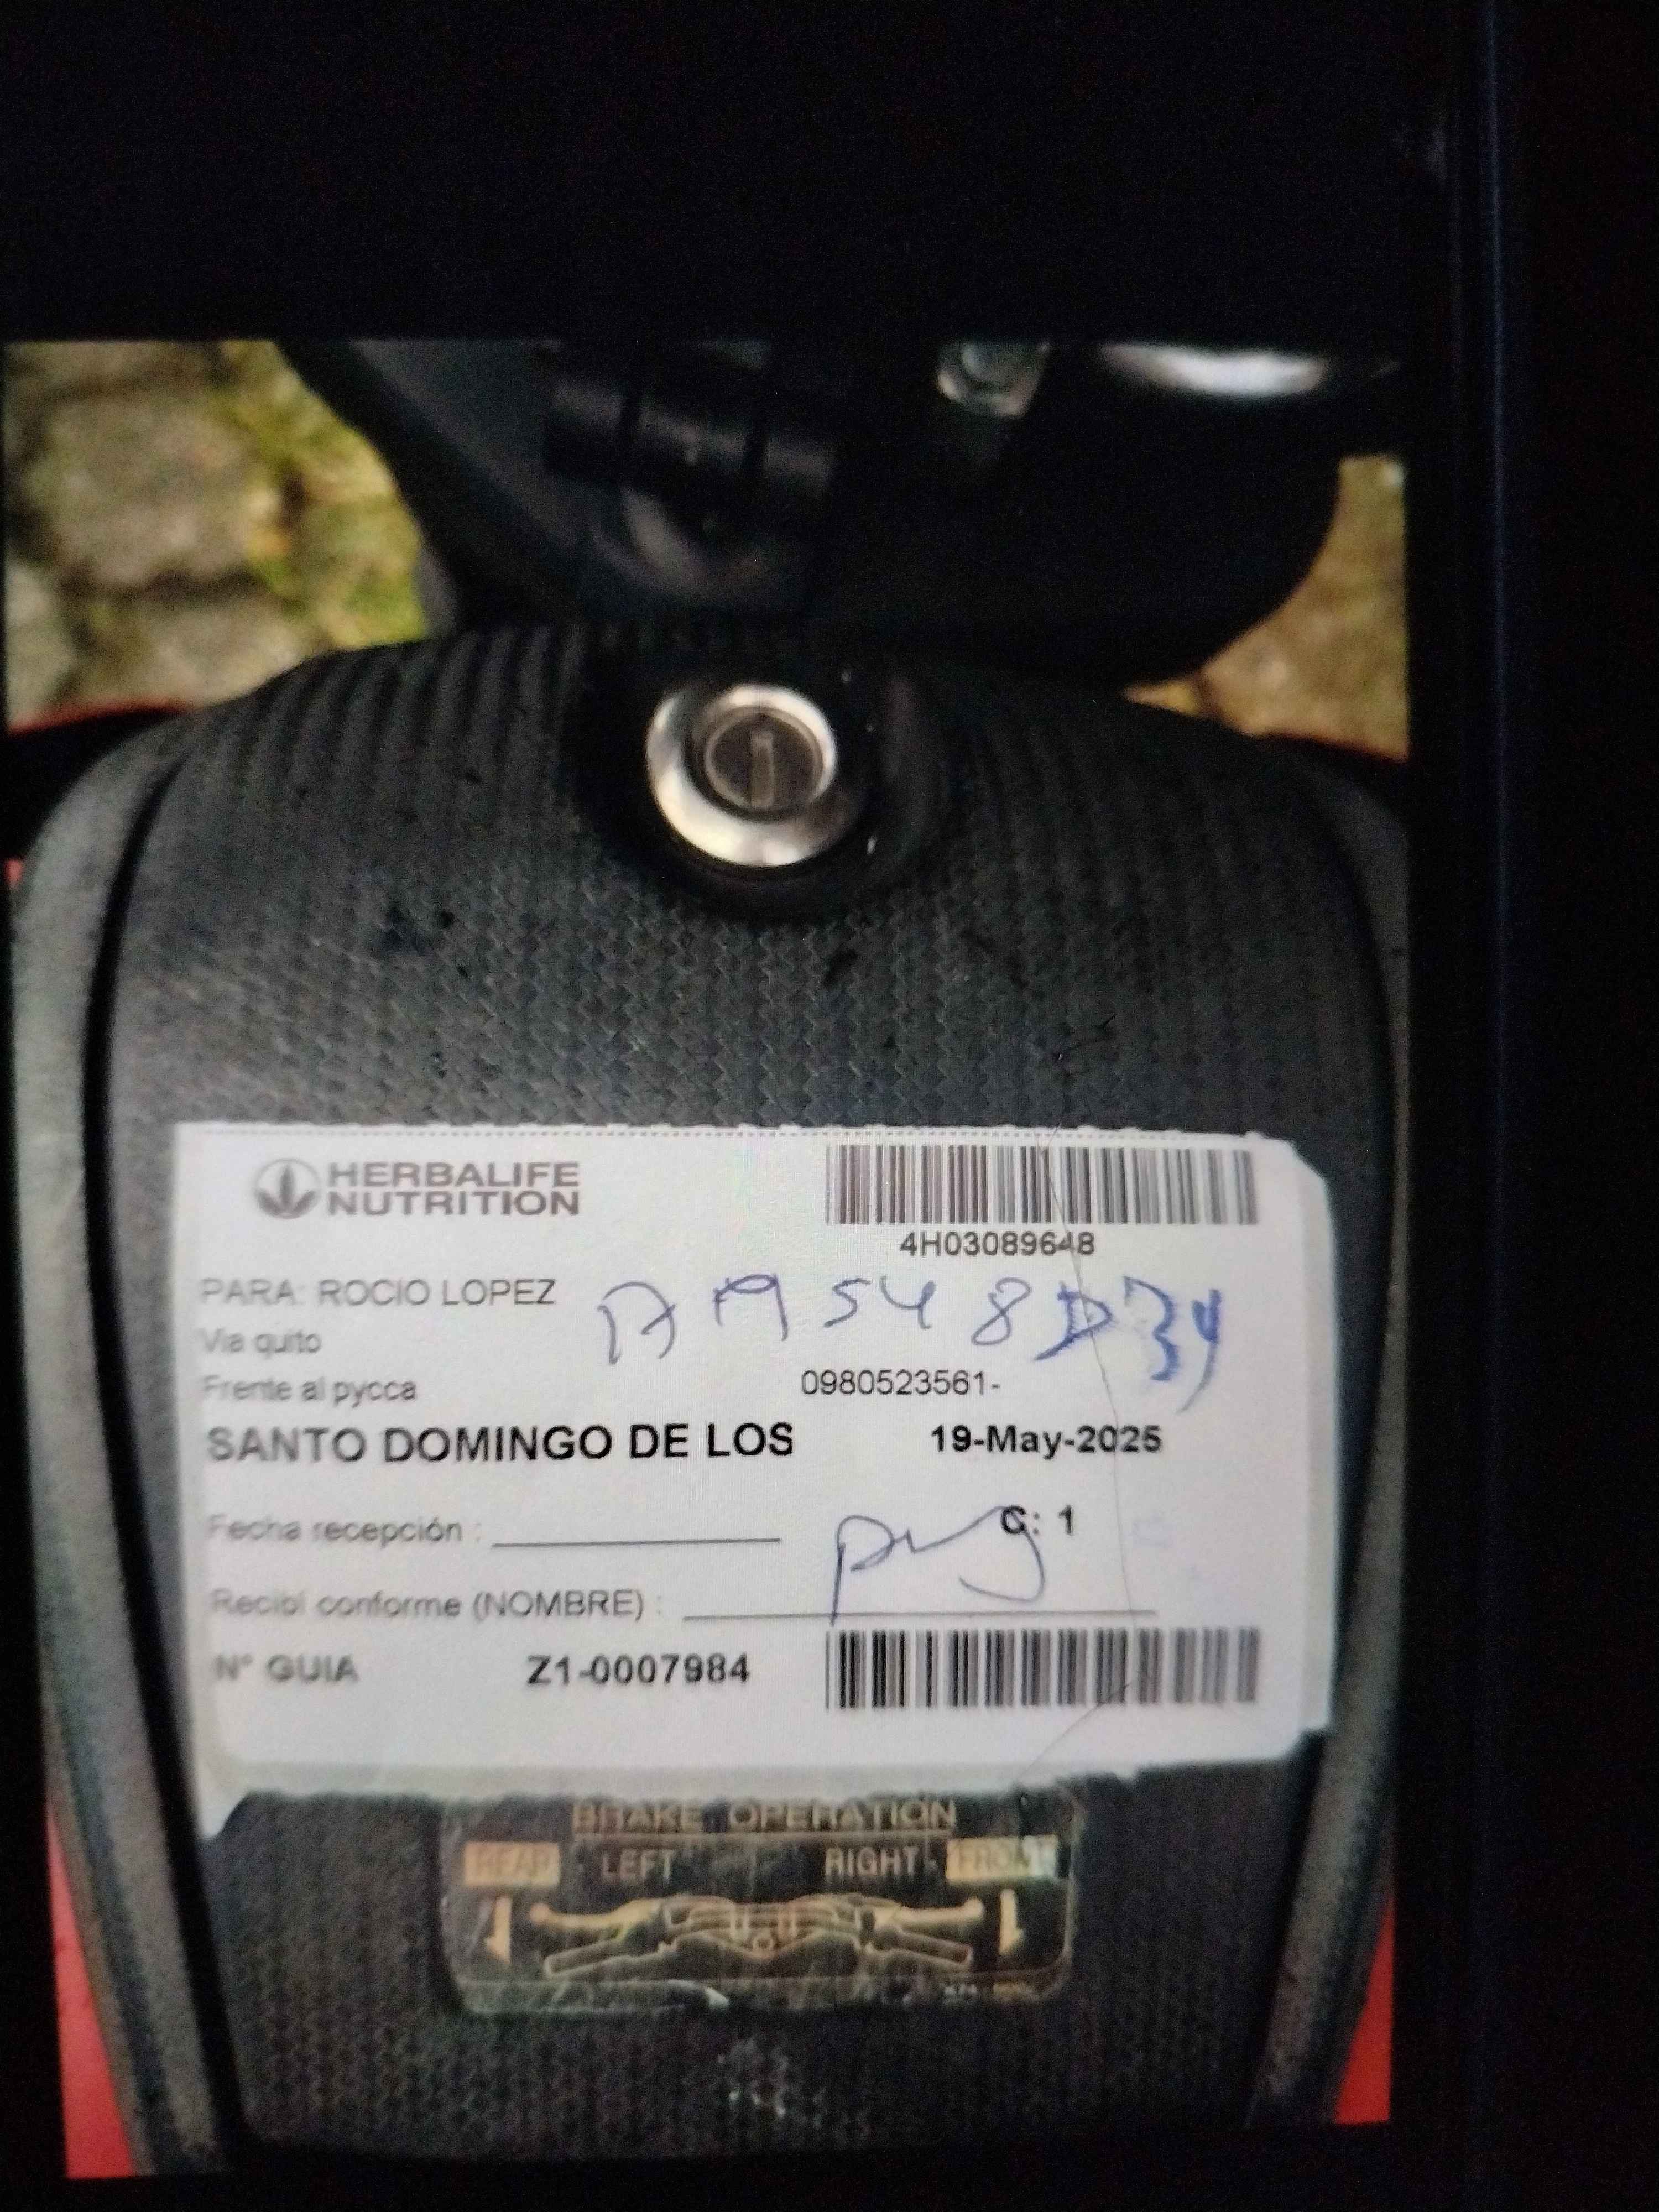 HERBALIFE
NUTRITION
4H03089648
PARA: ROCIO LOPEZ
Via quito
Frente al pycca
0980523561-
SANTO DOMINGO DE LOS
19-May-2025
Fecha recepción :
C: 1
Recibí conforme (NOMBRE) :
N° GUIA Z1-0007984
BRAKE OPERATION
REAR LEFT RIGHT FRONT